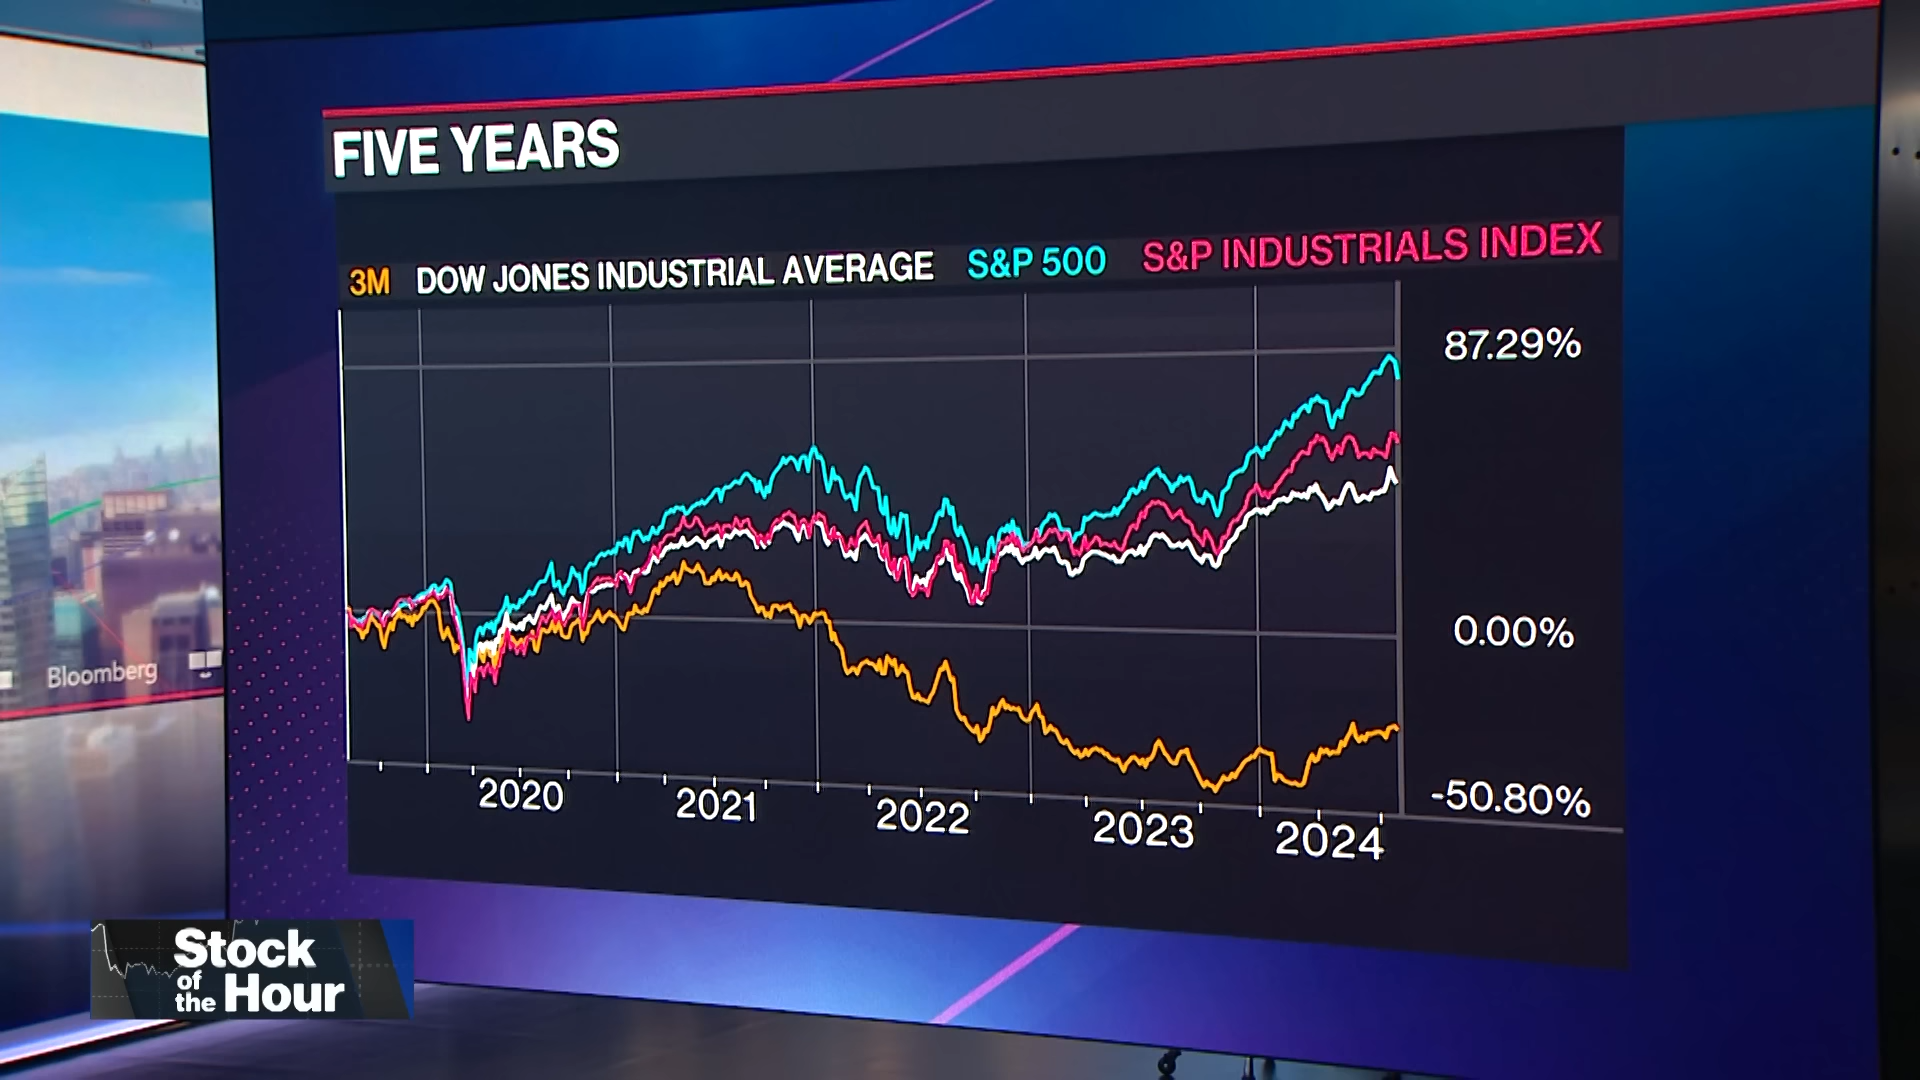 FIVE YEARS
3M DOW JONES INDUSTRIAL AVERAGE S&P 500 S&P INDUSTRIALS INDEX
87.29%
0.00%
-50.80%
2020 2021 2022 2023 2024
Bloomberg
Stock
of
the Hour